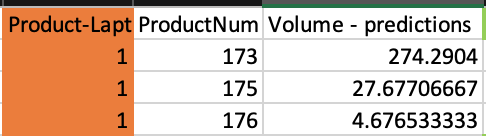 Product-Lapt ProductNum Volume - predictions
1 173 274.2904
1 175 27.67706667
1 176 4.676533333